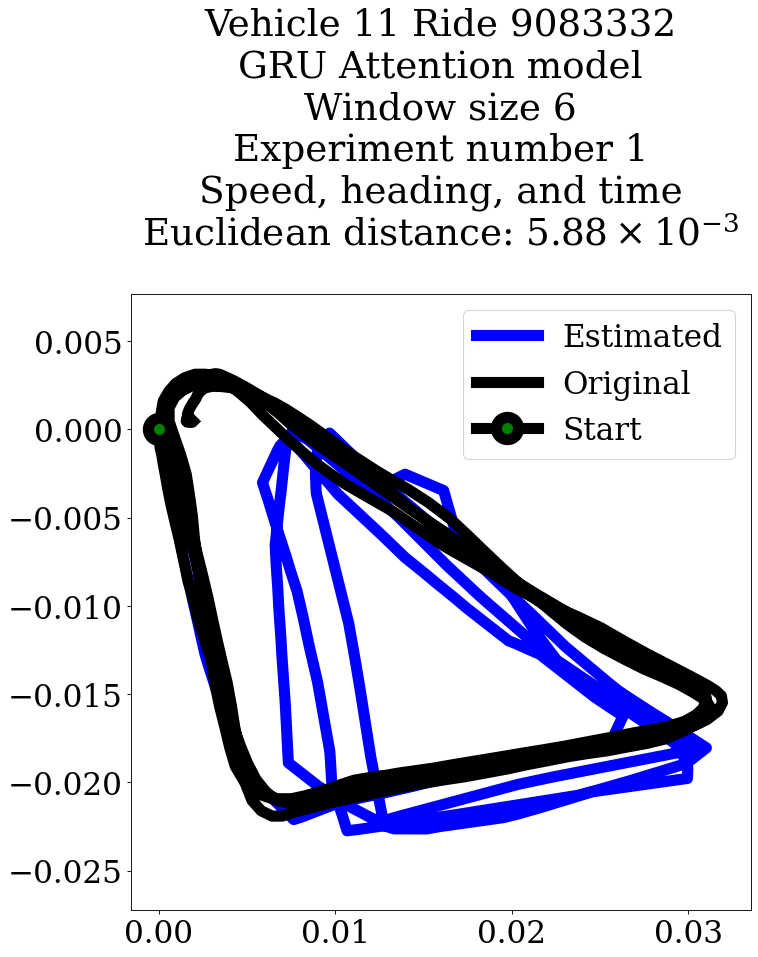 Vehicle 11 Ride 9083332
GRU Attention model
Window size 6
Experiment number 1
Speed, heading, and time
Euclidean distance: 5.88 × 10⁻³
Estimated
Original
Start
0.005
0.000
−0.005
−0.010
−0.015
−0.020
−0.025
0.00 0.01 0.02 0.03